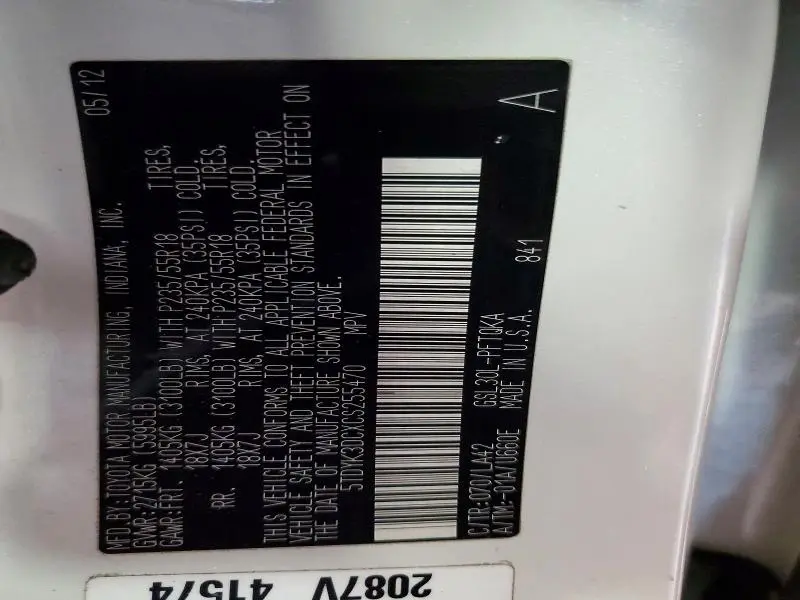 MFD.BY:TOYOTA MOTOR MANUFACTURING, INDIANA, INC. 05/12
GVWR:2715KG (5995LB)
GAWR:FRT. 1405KG (3100LB) WITH P235/55R18 TIRES,
18X7J RIMS, AT 240KPA (35PSI) COLD.
RR. 1405KG (3100LB) WITH P235/55R18 TIRES,
18X7J RIMS, AT 240KPA (35PSI) COLD.
THIS VEHICLE CONFORMS TO ALL APPLICABLE FEDERAL MOTOR
VEHICLE SAFETY AND THEFT PREVENTION STANDARDS IN EFFECT ON
THE DATE OF MANUFACTURE SHOWN ABOVE.
5TDYK3DCXCS255470 MPV
C/TR:070/LA42 GSL30L-PFTQKA 841
A/TM:-01A/U660E MADE IN U.S.A. A
2087V 41574